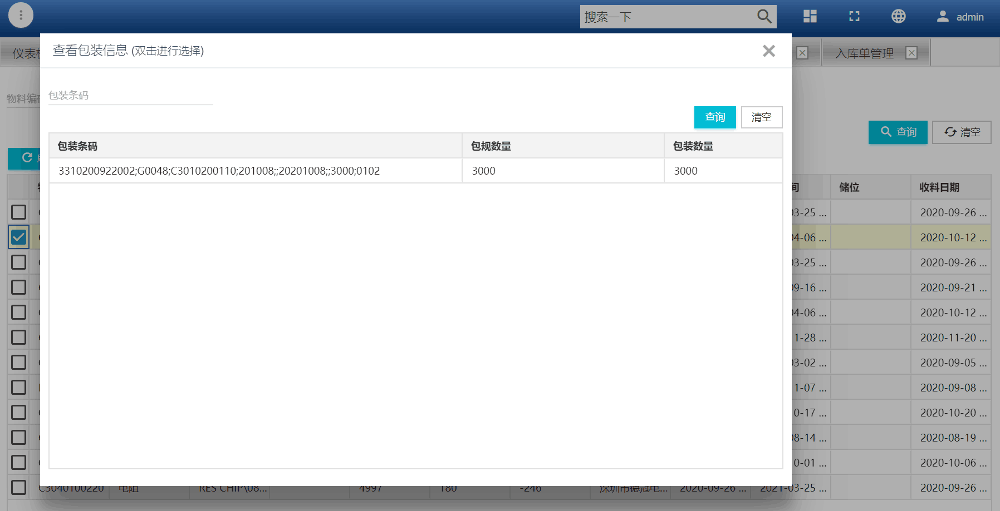 搜索一下
admin
仪表
入库单管理
查看包装信息 (双击进行选择)
物料编
包装条码
查询
清空
查询
清空
包装条码 包规数量 包装数量
3310200922002;G0048;C3010200110;201008;;20201008;;3000;0102 3000 3000
间 储位 收料日期
03-25 ... 2020-09-26 ...
04-06 ... 2020-10-12 ...
03-25 ... 2020-09-26 ...
09-16 ... 2020-09-21 ...
04-06 ... 2020-10-12 ...
1-28 ... 2020-11-20 ...
03-02 ... 2020-09-05 ...
1-07 ... 2020-09-08 ...
0-17 ... 2020-10-20 ...
08-14 ... 2020-08-19 ...
0-01 ... 2020-10-06 ...
C3040100220 电阻 RES CHIP\08... 4997 180 -246 深圳市德冠电... 2020-09-26 ... 2021-03-25 ... 2020-09-26 ...